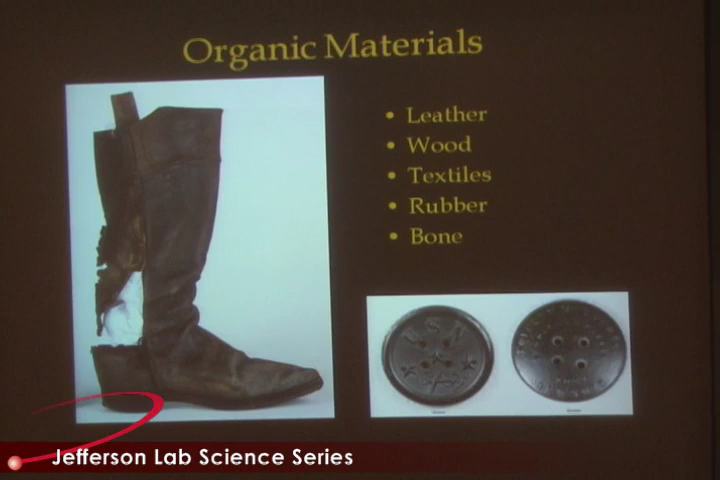 Organic Materials
• Leather
• Wood
• Textiles
• Rubber
• Bone
U S N
Jefferson Lab Science Series